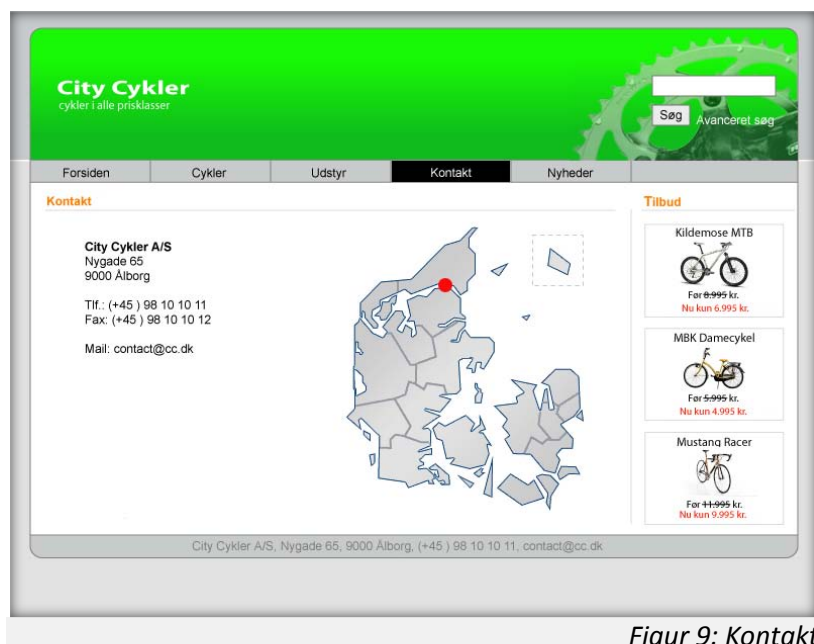 City Cykler
cykler i alle prisklasser
Søg
Avanceret søg
Forsiden
Cykler
Udstyr
Kontakt
Nyheder
Kontakt
City Cykler A/S
Nygade 65
9000 Ålborg
Tlf.: (+45 ) 98 10 10 11
Fax: (+45 ) 98 10 10 12
Mail: contact@cc.dk
Tilbud
Kildemose MTB
Før 8.995 kr.
Nu kun 6.995 kr.
MBK Damecykel
Før 5.995 kr.
Nu kun 4.995 kr.
Mustang Racer
Før 11.995 kr.
Nu kun 9.995 kr.
City Cykler A/S, Nygade 65, 9000 Ålborg, (+45 ) 98 10 10 11, contact@cc.dk
Figur 9: Kontakt